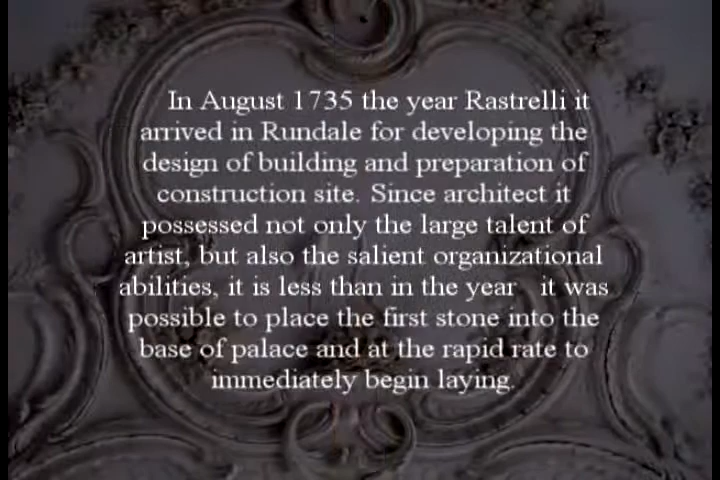 In August 1735 the year Rastrelli it
arrived in Rundale for developing the
design of building and preparation of
construction site. Since architect it
possessed not only the large talent of
artist, but also the salient organizational
abilities, it is less than in the year it was
possible to place the first stone into the
base of palace and at the rapid rate to
immediately begin laying.